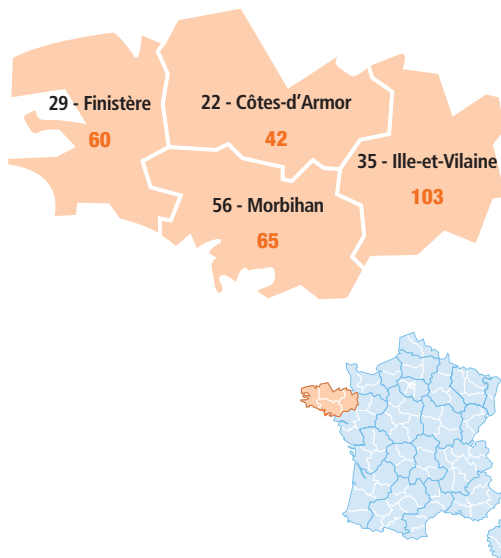 29 - Finistère
60
22 - Côtes-d'Armor
42
35 - Ille-et-Vilaine
103
56 - Morbihan
65